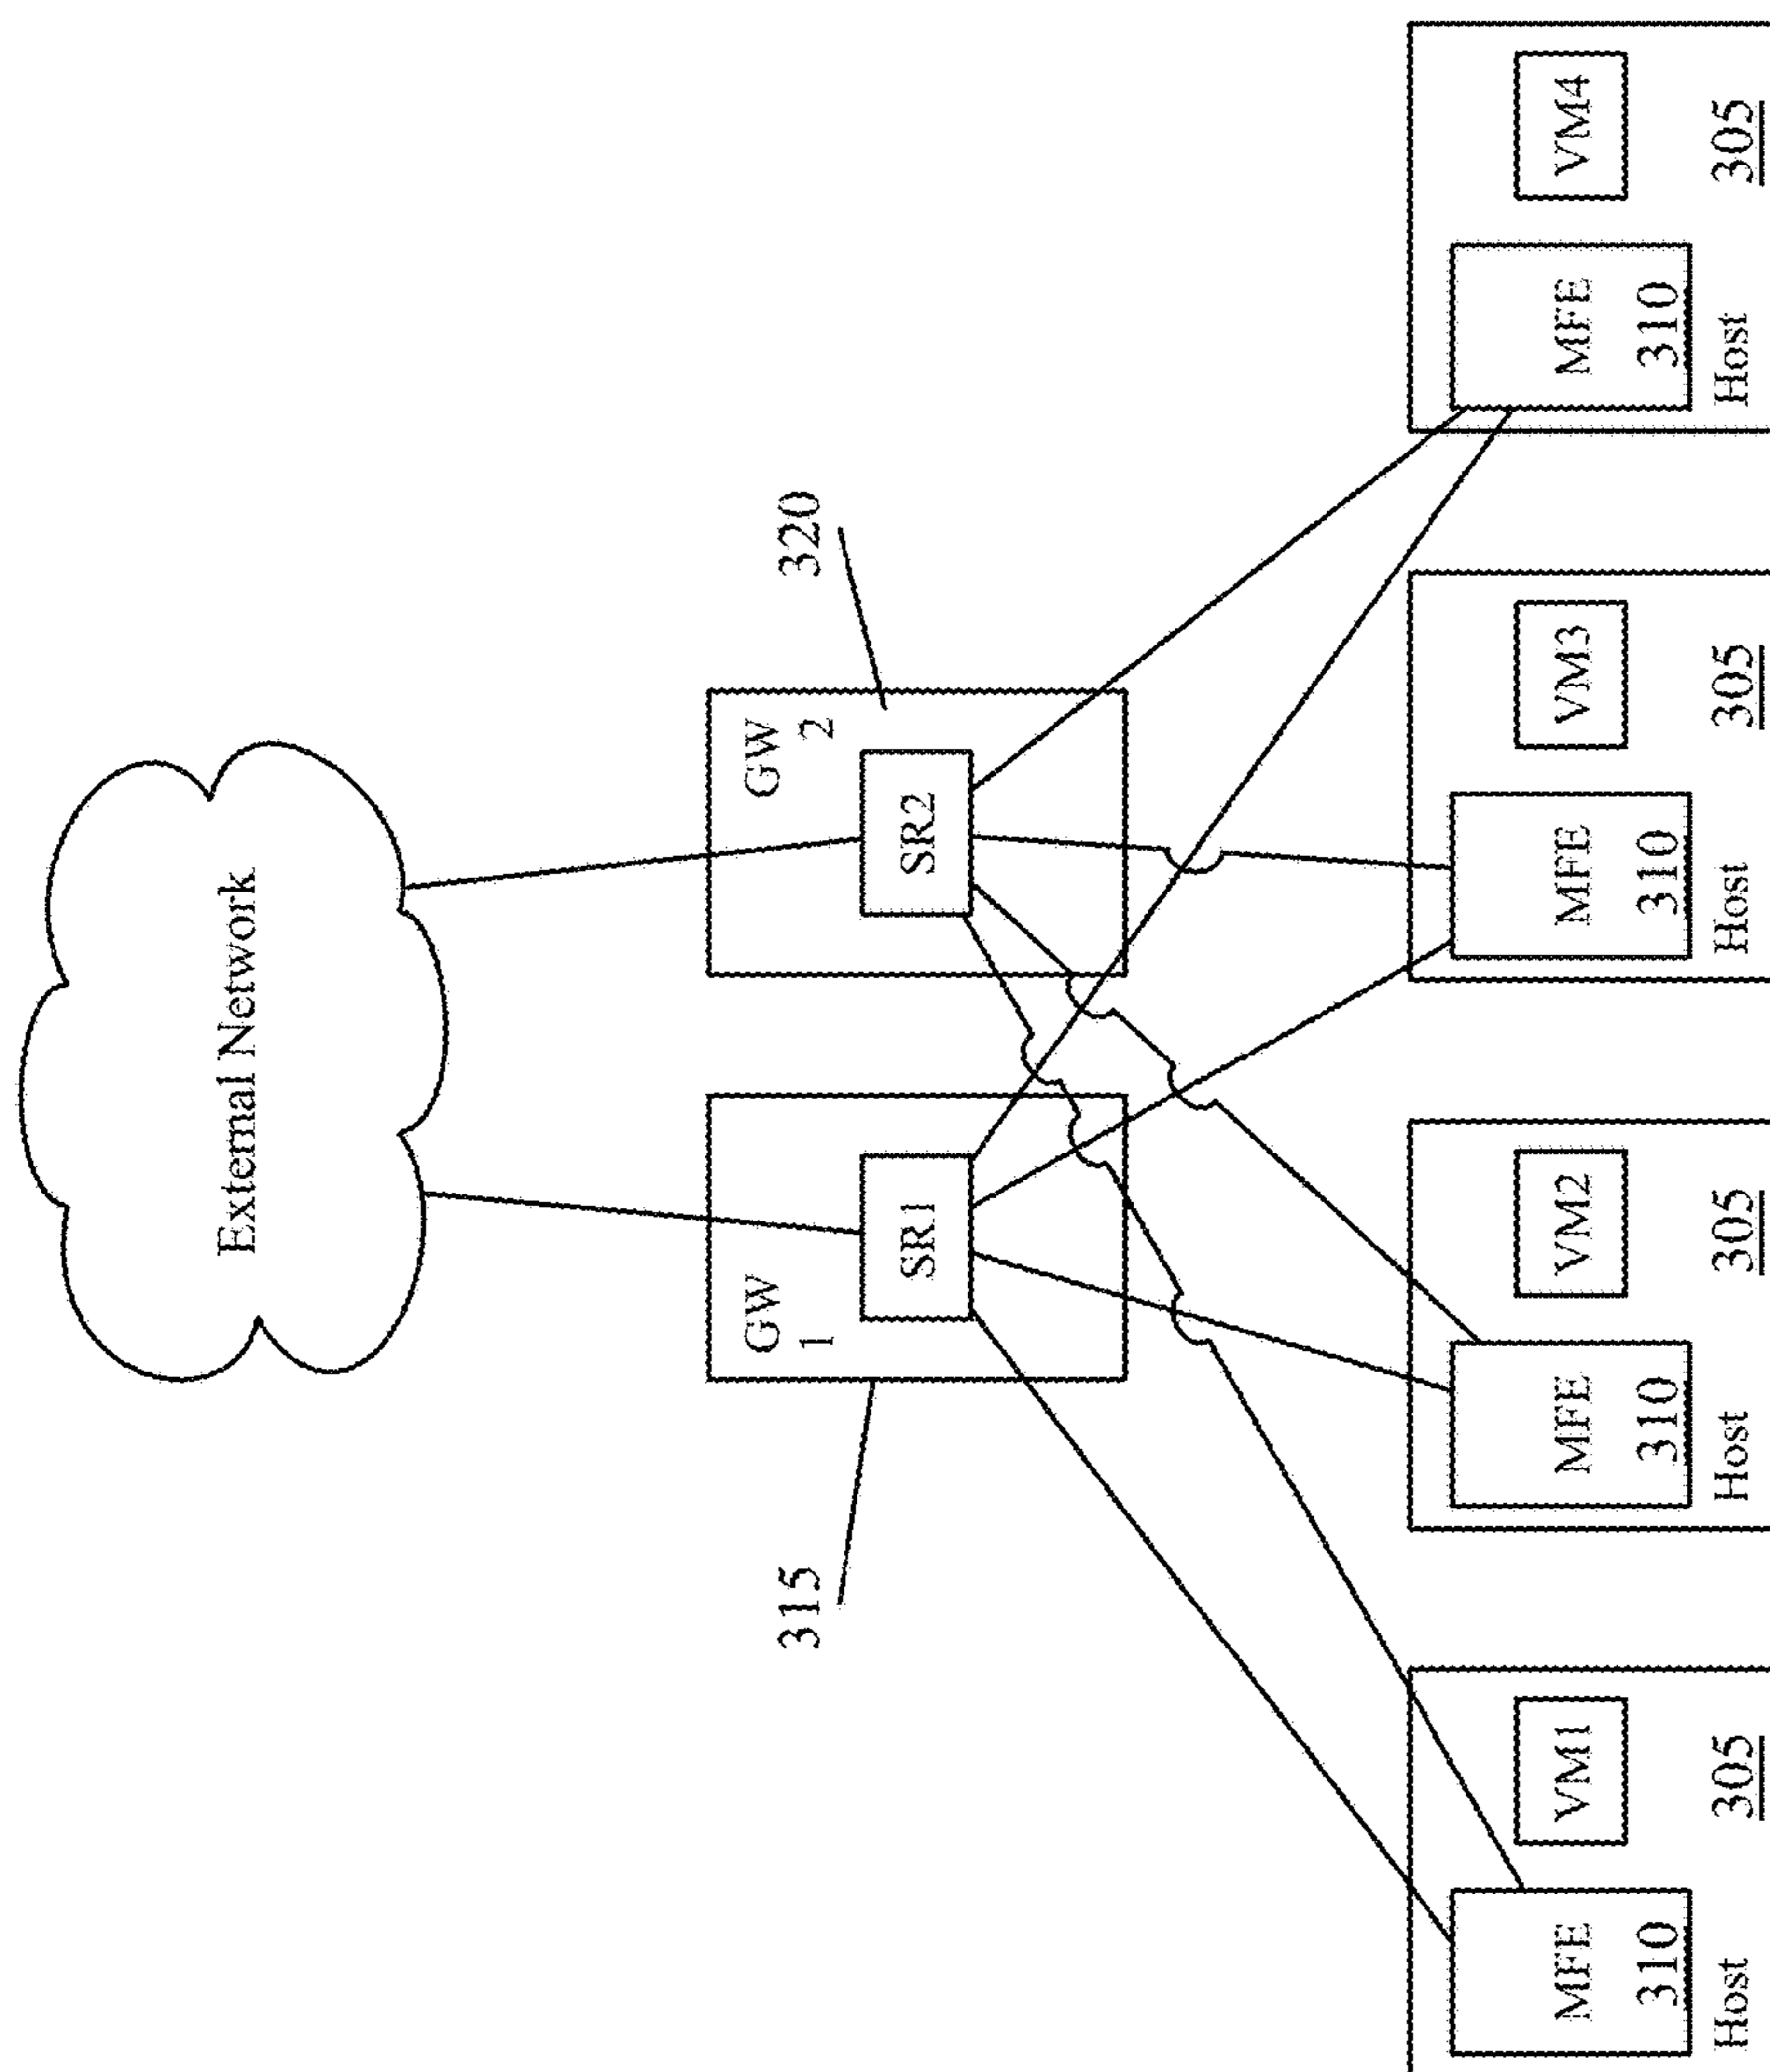 External Network
315
GW
1
SR1
GW
2
SR2
320
MFE
310
VM1
Host
305
MFE
310
VM2
Host
305
MFE
310
VM3
Host
305
MFE
310
VM4
Host
305